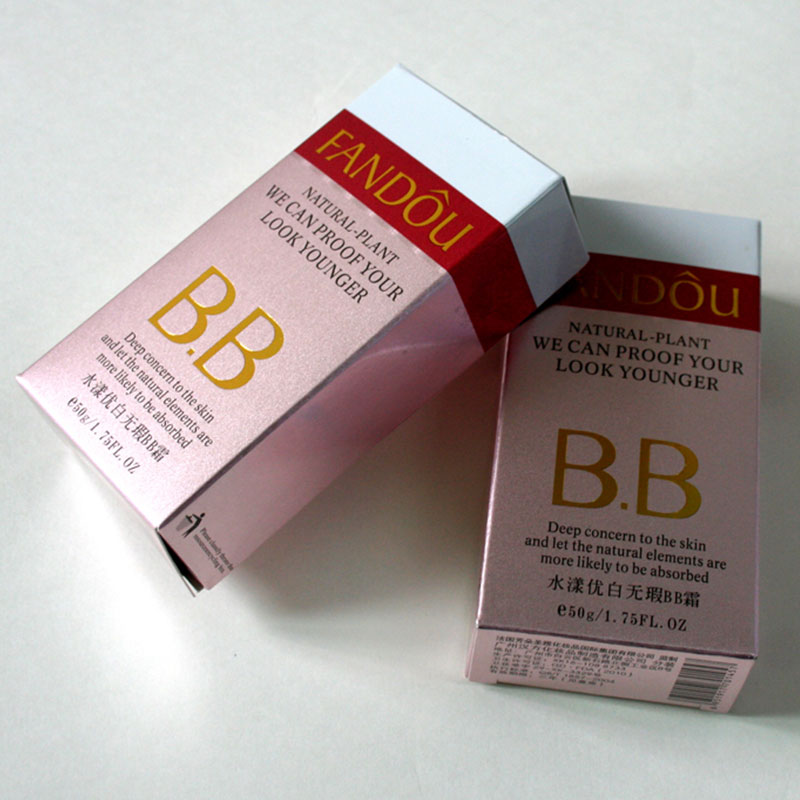 FANDÔU
NATURAL-PLANT
WE CAN PROOF YOUR
LOOK YOUNGER
B.B
Deep concern to the skin
and let the natural elements are
more likely to be absorbed
水漾优白无瑕BB霜
e50g/1.75FL.OZ
FANDÔU
NATURAL-PLANT
WE CAN PROOF YOUR
LOOK YOUNGER
B.B
Deep concern to the skin
and let the natural elements are
more likely to be absorbed
水漾优白无瑕BB霜
e50g/1.75FL.OZ